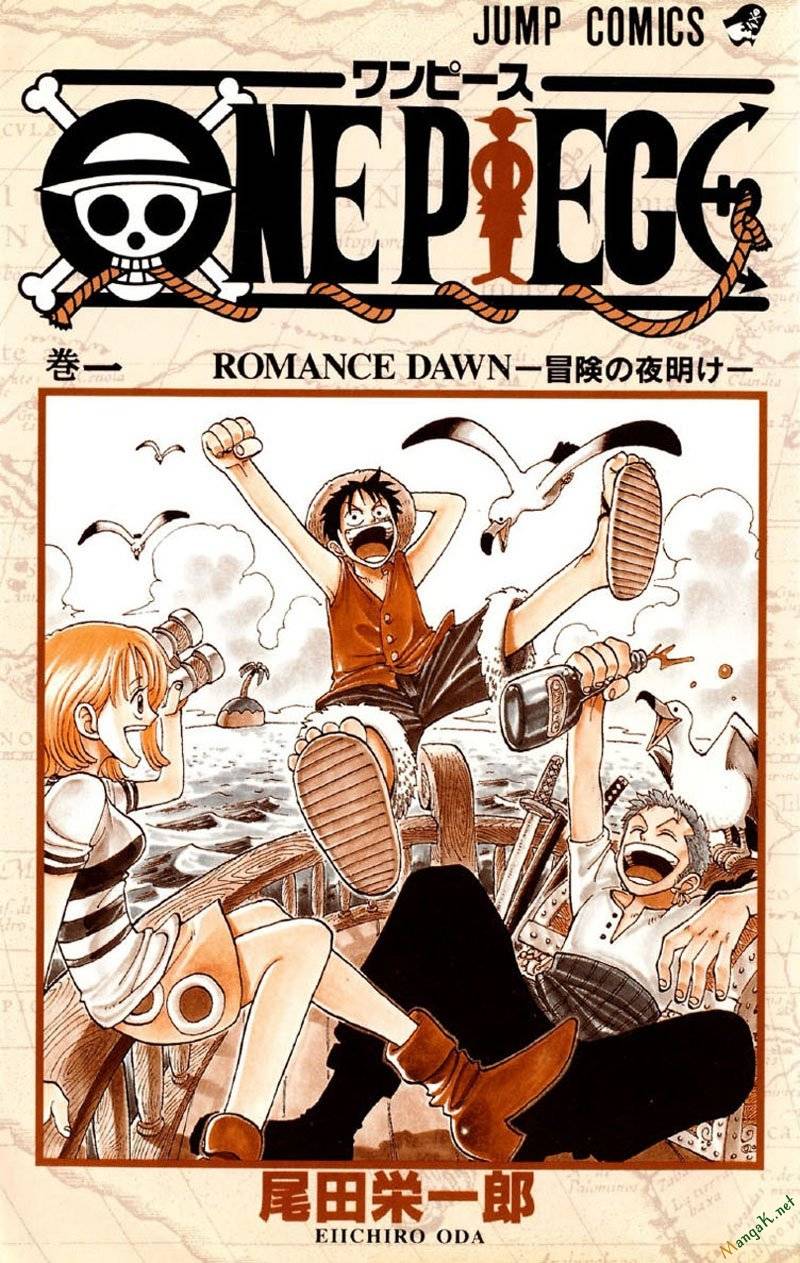 JUMP COMICS
ワンピース
ONE PIECE
巻一 ROMANCE DAWN—冒険の夜明け—
尾田栄一郎
EIICHIRO ODA
MangaK.net